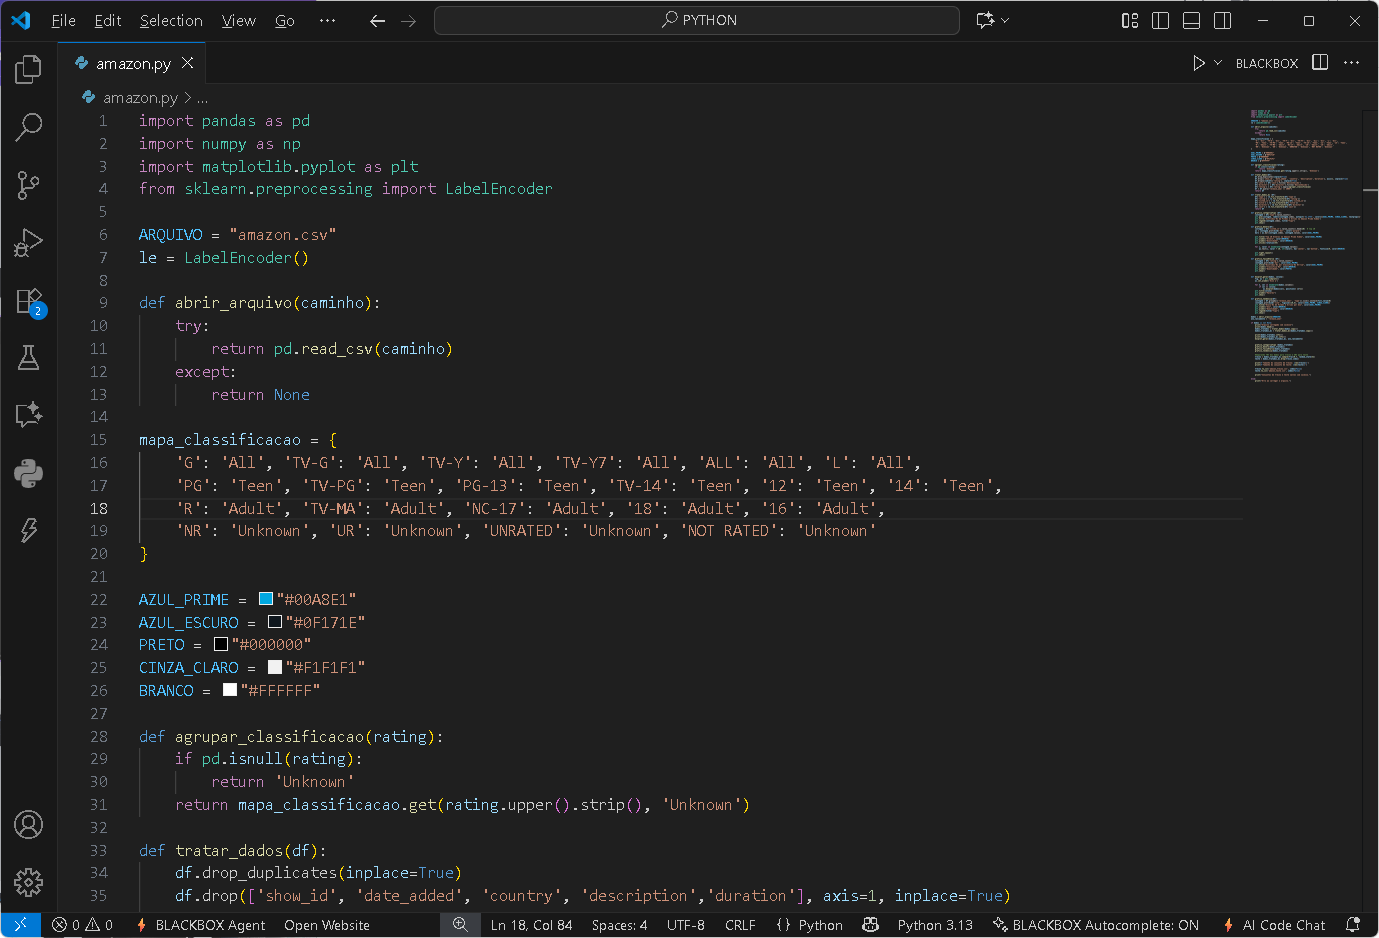 File Edit Selection View Go ··· PYTHON
amazon.py
BLACKBOX
amazon.py > ...
1 import pandas as pd
2 import numpy as np
3 import matplotlib.pyplot as plt
4 from sklearn.preprocessing import LabelEncoder
5
6 ARQUIVO = "amazon.csv"
7 le = LabelEncoder()
8
9 def abrir_arquivo(caminho):
10 try:
11 return pd.read_csv(caminho)
12 except:
13 return None
14
15 mapa_classificacao = {
16 'G': 'All', 'TV-G': 'All', 'TV-Y': 'All', 'TV-Y7': 'All', 'ALL': 'All', 'L': 'All',
17 'PG': 'Teen', 'TV-PG': 'Teen', 'PG-13': 'Teen', 'TV-14': 'Teen', '12': 'Teen', '14': 'Teen',
18 'R': 'Adult', 'TV-MA': 'Adult', 'NC-17': 'Adult', '18': 'Adult', '16': 'Adult',
19 'NR': 'Unknown', 'UR': 'Unknown', 'UNRATED': 'Unknown', 'NOT RATED': 'Unknown'
20 }
21
22 AZUL_PRIME = "#00A8E1"
23 AZUL_ESCURO = "#0F171E"
24 PRETO = "#000000"
25 CINZA_CLARO = "#F1F1F1"
26 BRANCO = "#FFFFFF"
27
28 def agrupar_classificacao(rating):
29 if pd.isnull(rating):
30 return 'Unknown'
31 return mapa_classificacao.get(rating.upper().strip(), 'Unknown')
32
33 def tratar_dados(df):
34 df.drop_duplicates(inplace=True)
35 df.drop(['show_id', 'date_added', 'country', 'description','duration'], axis=1, inplace=True)
2
0 0 BLACKBOX Agent Open Website Ln 18, Col 84 Spaces: 4 UTF-8 CRLF {} Python Python 3.13 BLACKBOX Autocomplete: ON AI Code Chat